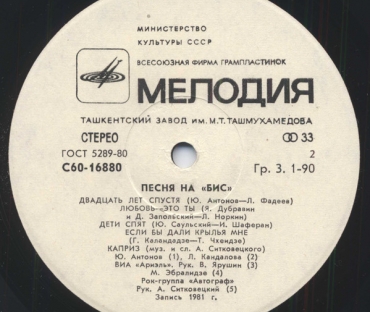 МИНИСТЕРСТВО
КУЛЬТУРЫ СССР
ВСЕСОЮЗНАЯ ФИРМА ГРАМПЛАСТИНОК
МЕЛОДИЯ
ТАШКЕНТСКИЙ ЗАВОД ИМ. М.Т. ТАШМУХАМЕДОВА
СТЕРЕО 33
ГОСТ 5289-80 2
С60-16880 Гр. 3. 1-90
ПЕСНЯ НА «БИС»
ДВАДЦАТЬ ЛЕТ СПУСТЯ (Ю. Антонов—Л. Фадеев)
ЛЮБОВЬ—ЭТО ТЫ (Я. Дубравин
и Д. Запольский—Л. Норкин)
ДЕТИ СПЯТ (Ю. Саульский—И. Шаферан)
ЕСЛИ БЫ ДАЛИ КРЫЛЬЯ МНЕ
(Г. Каландадзе—Т. Чхеидзе)
КАПРИЗ (муз. и сл. А. Ситковецкого)
Ю. Антонов (1), Л. Кандалова (2)
ВИА «Ариэль». Рук. В. Ярушин (3)
М. Эбралидзе (4)
Рок-группа «Автограф»
Рук. А. Ситковецкий (5)
Запись 1981 г.